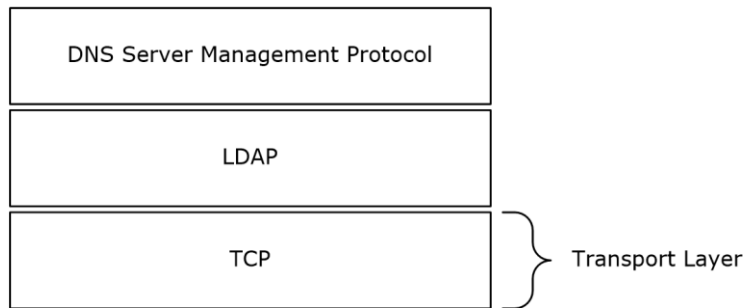 DNS Server Management Protocol
LDAP
TCP
Transport Layer